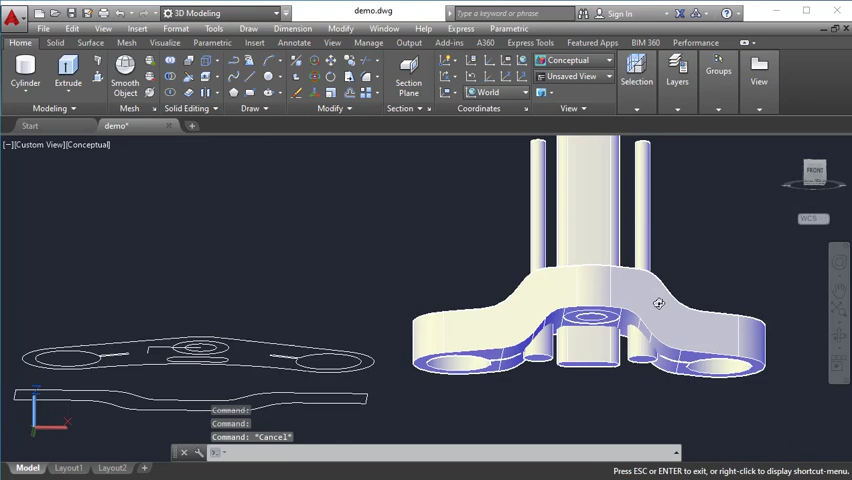 3D Modeling
demo.dwg
Type a keyword or phrase
Sign In
File Edit View Insert Format Tools Draw Dimension Modify Window Help Express Parametric
Home Solid Surface Mesh Visualize Parametric Insert Annotate View Manage Output Add-ins A360 Express Tools Featured Apps BIM 360 Performance
Cylinder Extrude Smooth Object Section Plane World Conceptual Unsaved View Selection Layers Groups View
Modeling Mesh Solid Editing Draw Modify Section Coordinates View
Start demo*
[−][Custom View][Conceptual]
FRONT
WCS
Command:
Command:
Command: *Cancel*
Model Layout1 Layout2 +
Press ESC or ENTER to exit, or right-click to display shortcut-menu.